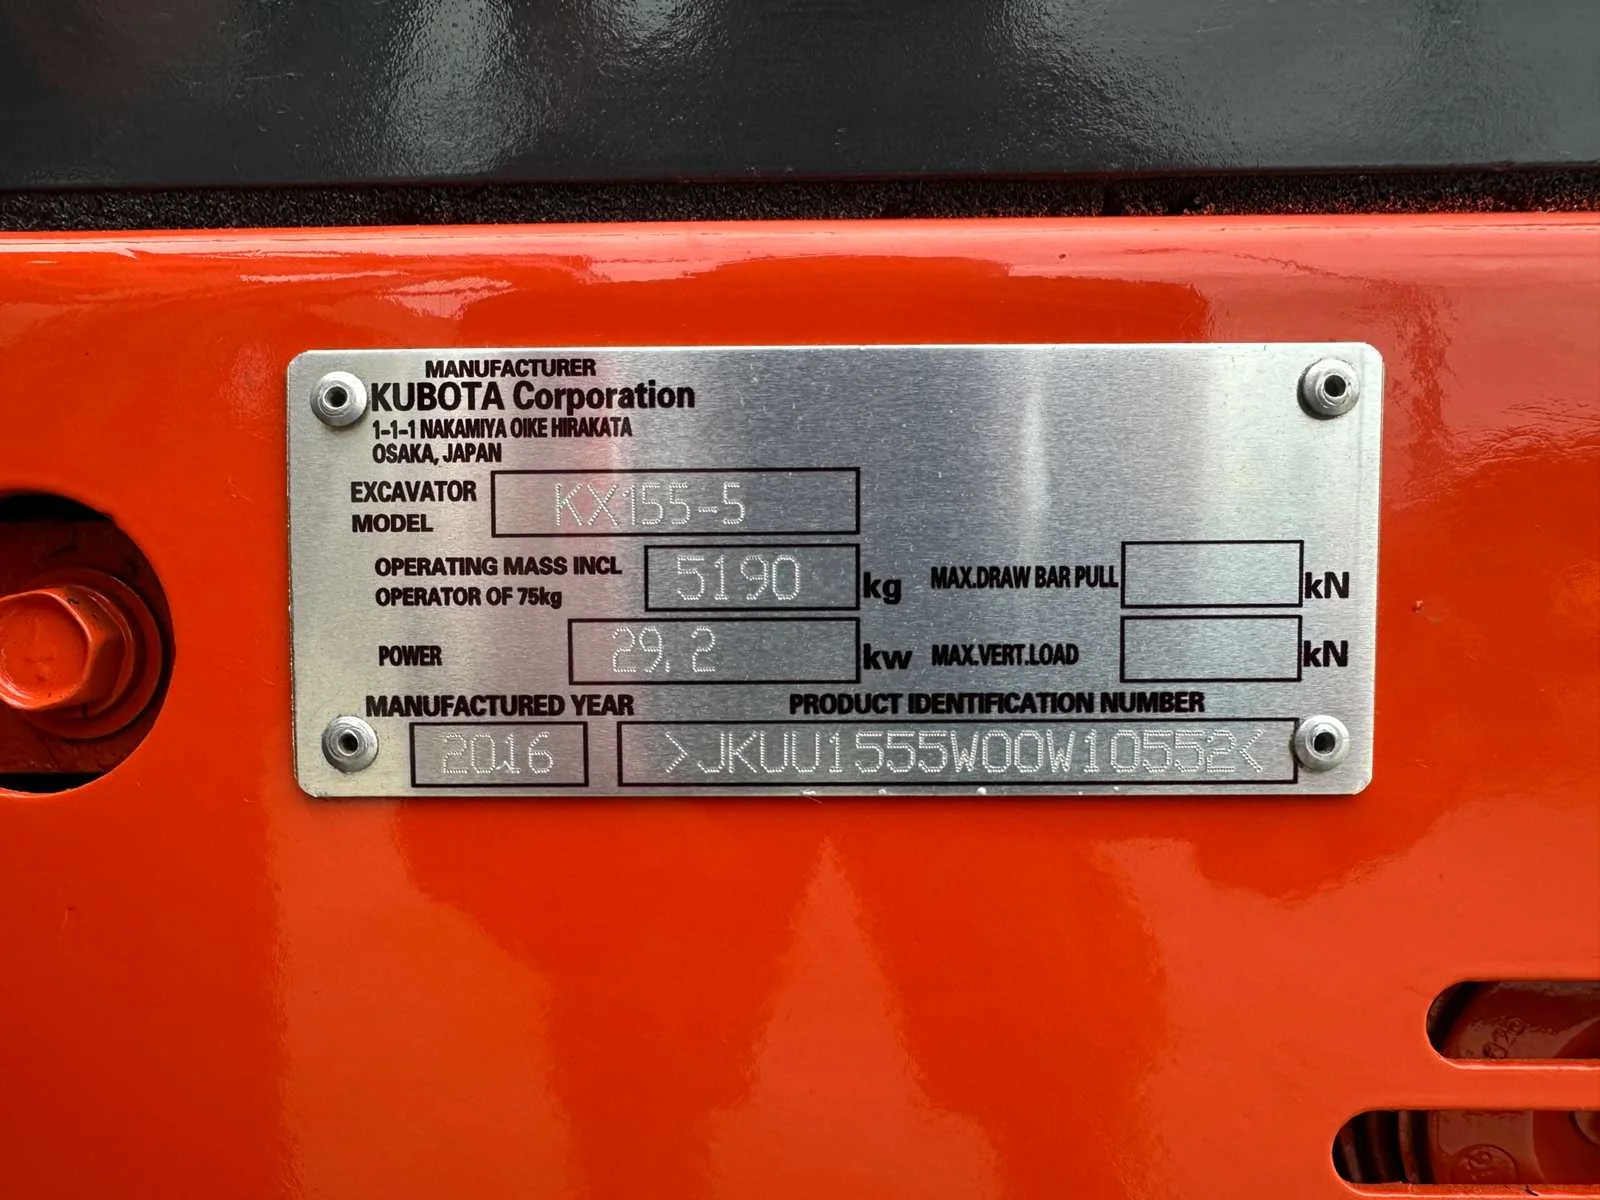 MANUFACTURER
KUBOTA Corporation
1-1-1 NAKAMIYA OIKE HIRAKATA
OSAKA, JAPAN
EXCAVATOR MODEL KX155-5
OPERATING MASS INCL OPERATOR OF 75kg 5190 kg MAX.DRAW BAR PULL kN
POWER 29.2 kw MAX.VERT.LOAD kN
MANUFACTURED YEAR PRODUCT IDENTIFICATION NUMBER
2016 >JKUU1555W00W10552<